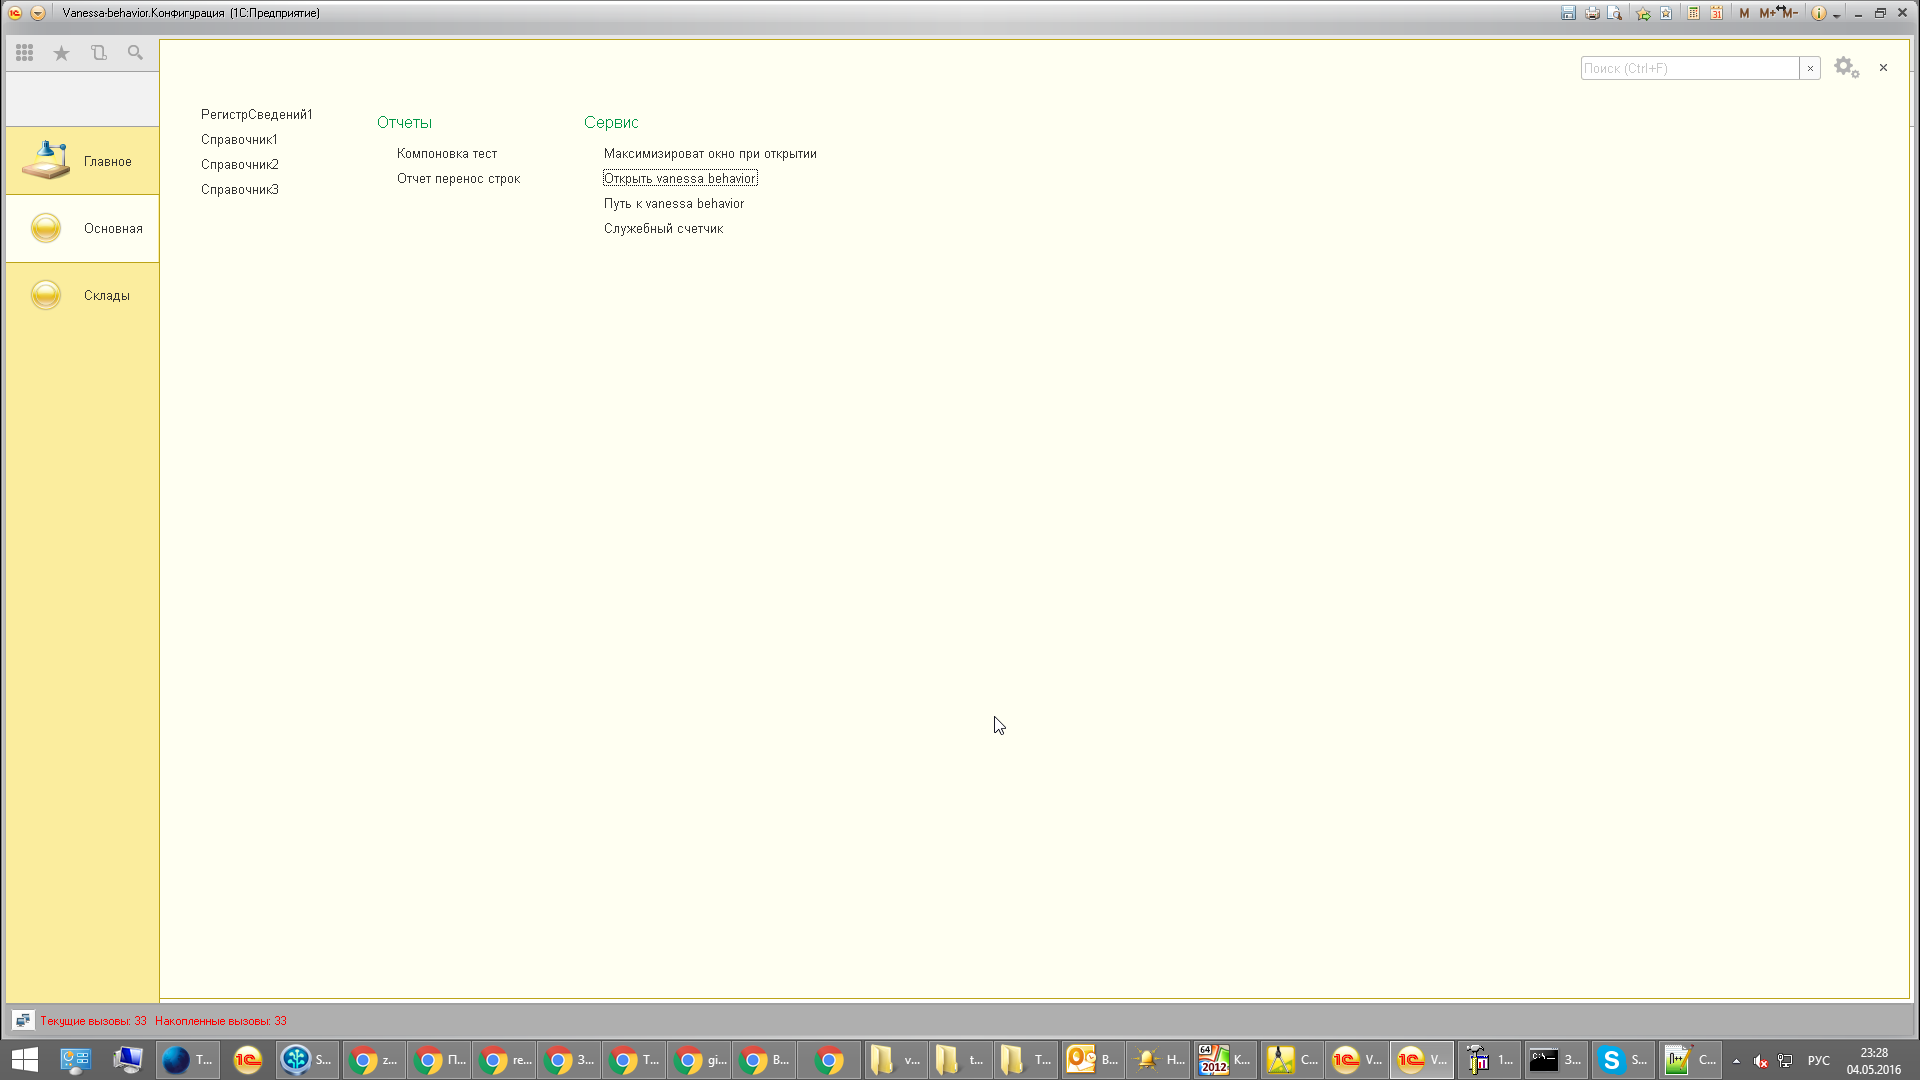 Vanessa-behavior.Конфигурация (1С:Предприятие)
M M+ M-
Поиск (Ctrl+F)
Главное
Основная
Склады
РегистрСведений1
Справочник1
Справочник2
Справочник3
Отчеты
Компоновка тест
Отчет перенос строк
Сервис
Максимизироват окно при открытии
Открыть vanessa behavior
Путь к vanessa behavior
Служебный счетчик
Текущие вызовы: 33 Накопленные вызовы: 33
T... S... z... П... re... З... T... gi... B... v... t... T... B... Н... 64 2012 К... С... V... V... 1... З... S... C... РУС
23:28
04.05.2016